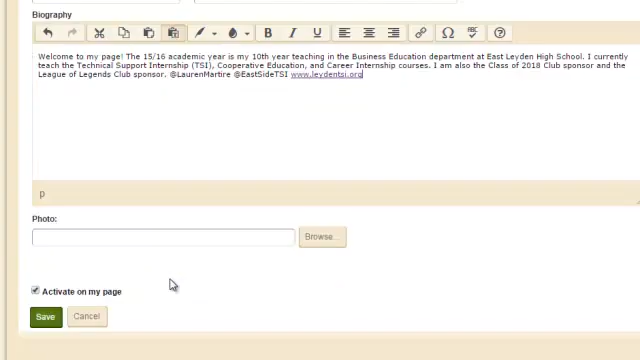 Biography
B I U ABC
Welcome to my page! The 15/16 academic year is my 10th year teaching in the Business Education department at East Leyden High School. I currently
teach the Technical Support Internship (TSI), Cooperative Education, and Career Internship courses. I am also the Class of 2018 Club sponsor and the
League of Legends Club sponsor. @LaurenMartire @EastSideTSI www.leydentsi.org
p
Photo:
Browse...
Activate on my page
Save Cancel